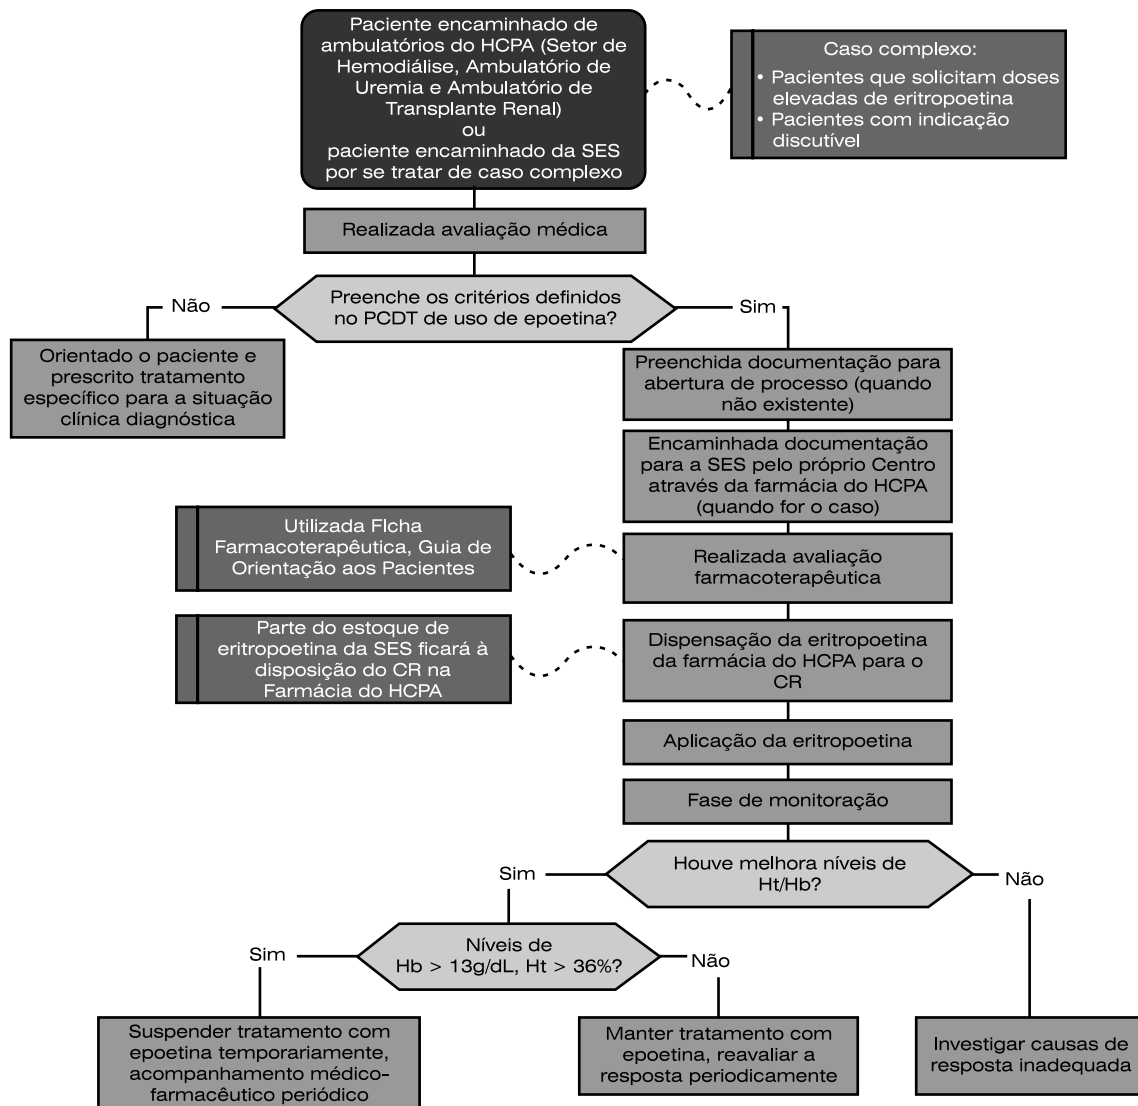 Paciente encaminhado de
ambulatórios do HCPA (Setor de
Hemodiálise, Ambulatório de
Uremia e Ambulatório de
Transplante Renal)
ou
paciente encaminhado da SES
por se tratar de caso complexo
Caso complexo:
• Pacientes que solicitam doses
elevadas de eritropoetina
• Pacientes com indicação
discutível
Realizada avaliação médica
Preenche os critérios definidos
no PCDT de uso de epoetina?
Não
Sim
Orientado o paciente e
prescrito tratamento
específico para a situação
clínica diagnóstica
Preenchida documentação para
abertura de processo (quando
não existente)
Encaminhada documentação
para a SES pelo próprio Centro
através da farmácia do HCPA
(quando for o caso)
Utilizada FIcha
Farmacoterapêutica, Guia de
Orientação aos Pacientes
Realizada avaliação
farmacoterapêutica
Parte do estoque de
eritropoetina da SES ficará à
disposição do CR na
Farmácia do HCPA
Dispensação da eritropoetina
da farmácia do HCPA para o
CR
Aplicação da eritropoetina
Fase de monitoração
Houve melhora níveis de
Ht/Hb?
Sim
Não
Níveis de
Hb > 13g/dL, Ht > 36%?
Sim
Não
Suspender tratamento com
epoetina temporariamente,
acompanhamento médico-
farmacêutico periódico
Manter tratamento com
epoetina, reavaliar a
resposta periodicamente
Investigar causas de
resposta inadequada